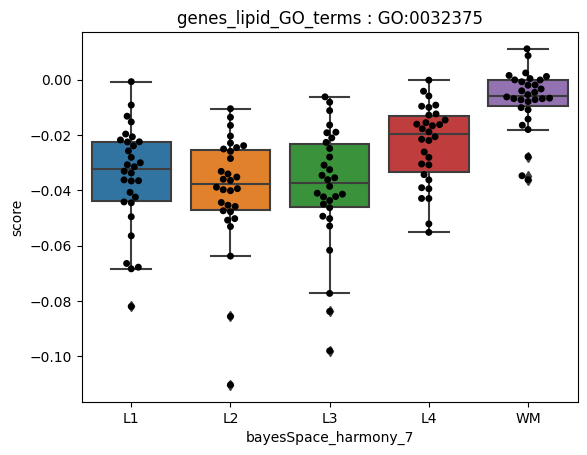 genes_lipid_GO_terms : GO:0032375
0.00
−0.02
−0.04
−0.06
−0.08
−0.10
score
L1 L2 L3 L4 WM
bayesSpace_harmony_7